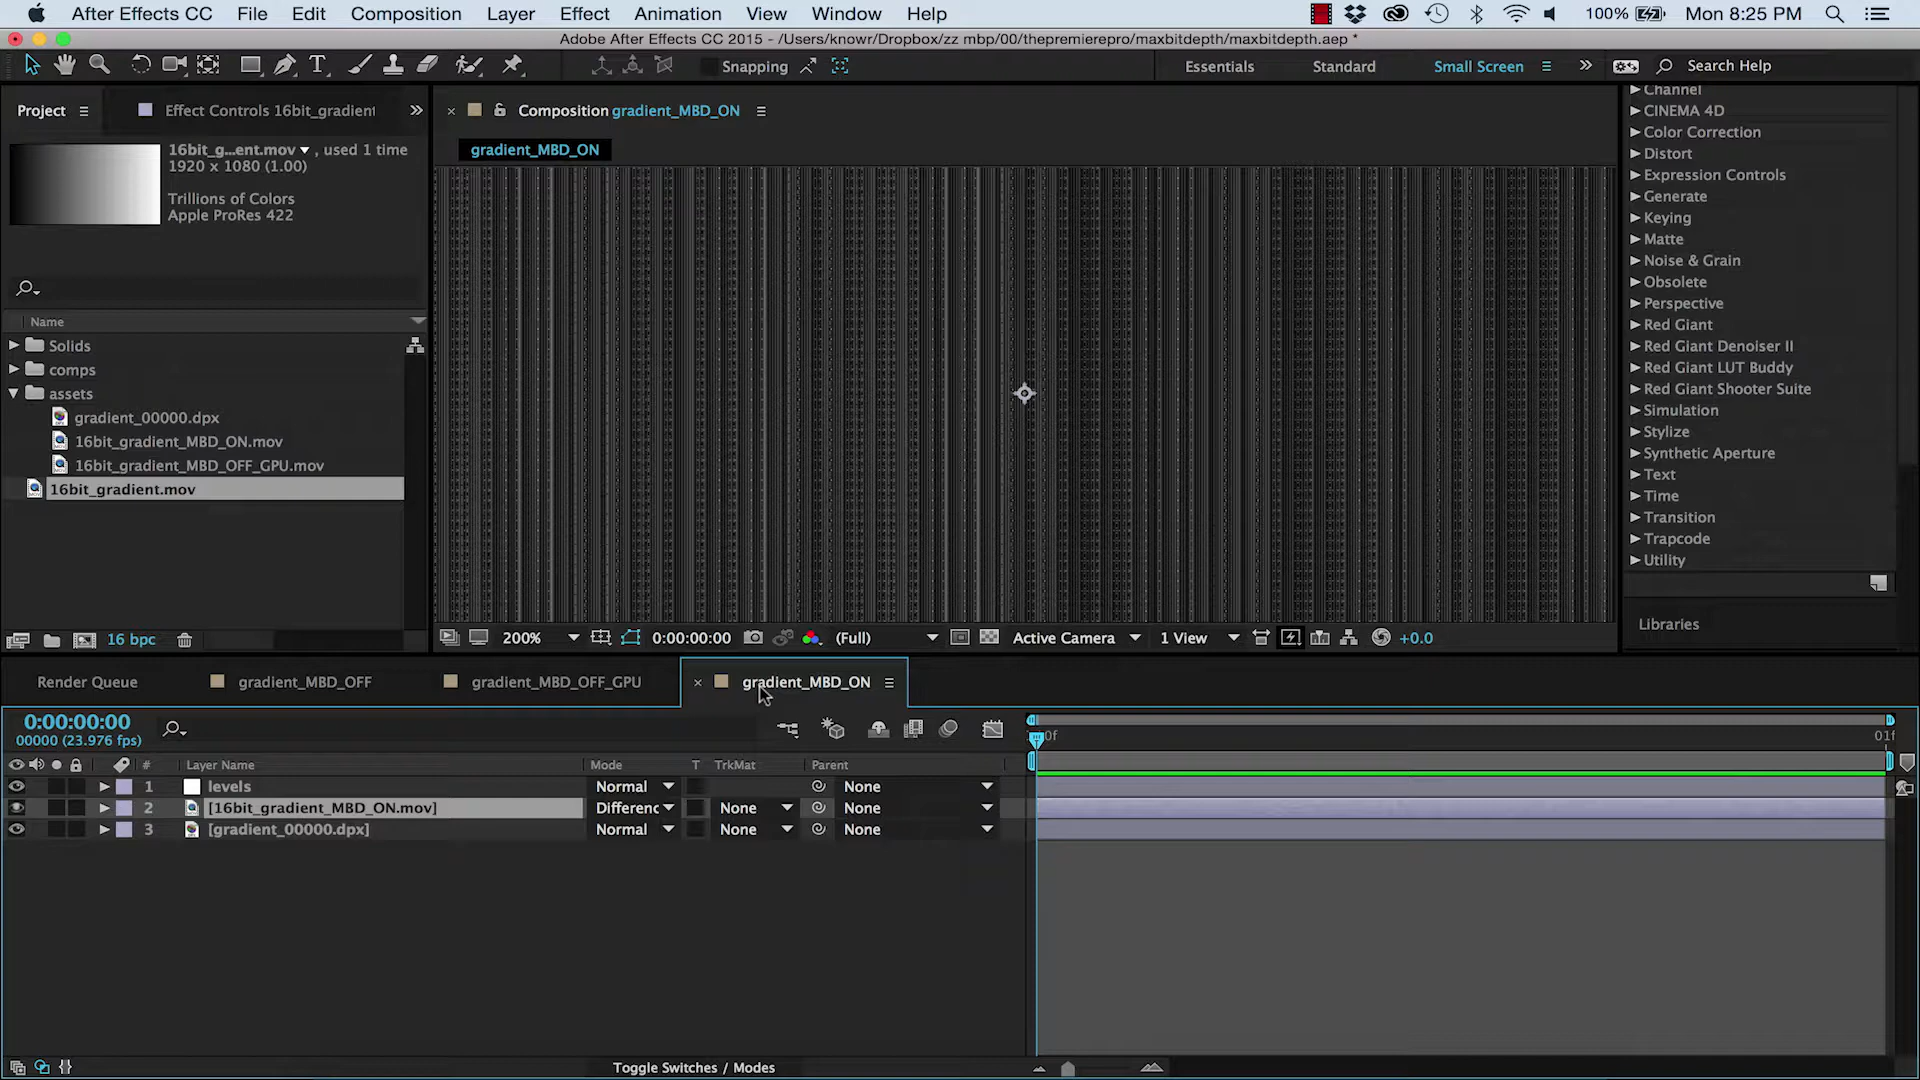 After Effects CC File Edit Composition Layer Effect Animation View Window Help 100% Mon 8:25 PM
Adobe After Effects CC 2015 - /Users/knowr/Dropbox/zz mbp/00/thepremierepro/maxbitdepth/maxbitdepth.aep *
T Snapping Essentials Standard Small Screen Search Help
Project Effect Controls 16bit_gradient
Composition gradient_MBD_ON
gradient_MBD_ON
16bit_g...ent.mov , used 1 time
1920 x 1080 (1.00)
Trillions of Colors
Apple ProRes 422
Name
Solids
comps
assets
gradient_00000.dpx
16bit_gradient_MBD_ON.mov
16bit_gradient_MBD_OFF_GPU.mov
16bit_gradient.mov
16 bpc
200% 0:00:00:00 (Full) Active Camera 1 View +0.0
Channel
CINEMA 4D
Color Correction
Distort
Expression Controls
Generate
Keying
Matte
Noise & Grain
Obsolete
Perspective
Red Giant
Red Giant Denoiser II
Red Giant LUT Buddy
Red Giant Shooter Suite
Simulation
Stylize
Synthetic Aperture
Text
Time
Transition
Trapcode
Utility
Libraries
Render Queue gradient_MBD_OFF gradient_MBD_OFF_GPU × gradient_MBD_ON
0:00:00:00
00000 (23.976 fps)
0f 01f
# Layer Name Mode T TrkMat Parent
1 levels Normal None
2 [16bit_gradient_MBD_ON.mov] Differenc None None
3 [gradient_00000.dpx] Normal None None
Toggle Switches / Modes